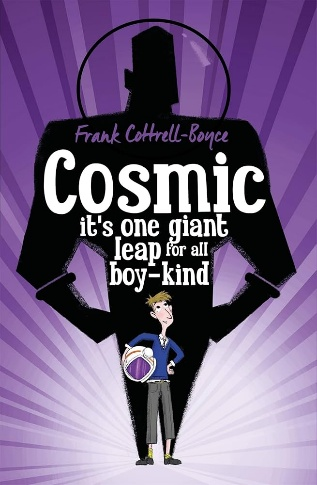 Frank Cottrell-Boyce
Cosmic
it's one giant
leap for all
boy-kind